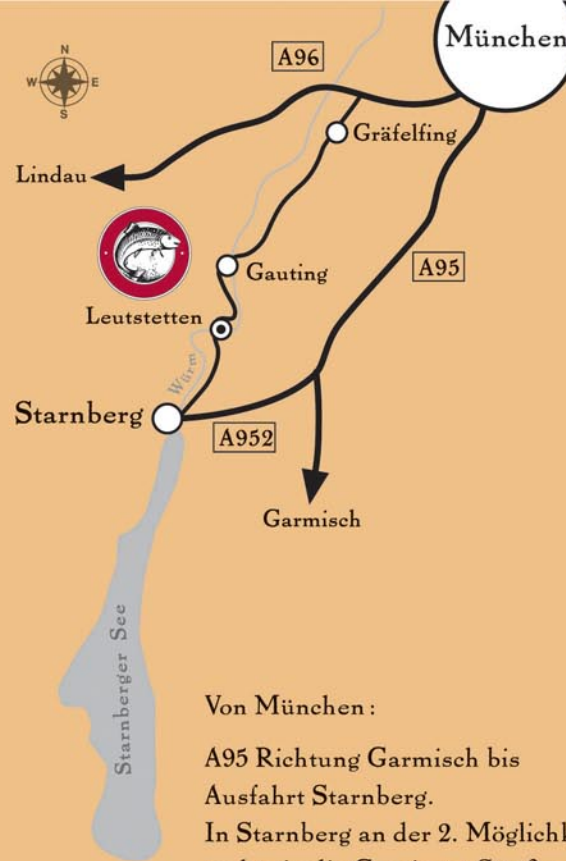 München
A96
N
W
E
S
Gräfelfing
Lindau
Gauting
A95
Leutstetten
Würm
Starnberg
A952
Garmisch
Starnberger See
Von München:
A95 Richtung Garmisch bis
Ausfahrt Starnberg.
In Starnberg an der 2.